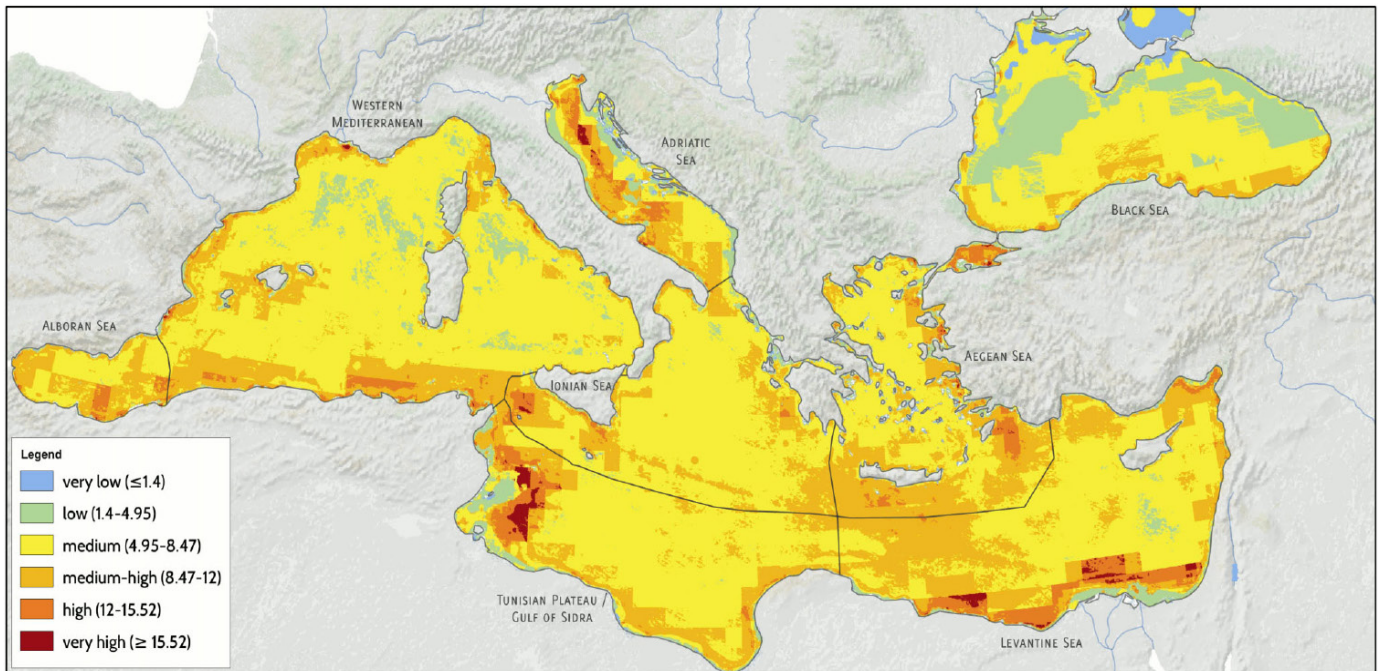 WESTERN
MEDITERRANEAN
ADRIATIC
SEA
BLACK SEA
ALBORAN SEA
IONIAN SEA
AEGEAN SEA
TUNISIAN PLATEAU /
GULF OF SIDRA
LEVANTINE SEA
Legend
very low (≤1.4)
low (1.4–4.95)
medium (4.95–8.47)
medium-high (8.47-12)
high (12-15.52)
very high (≥ 15.52)